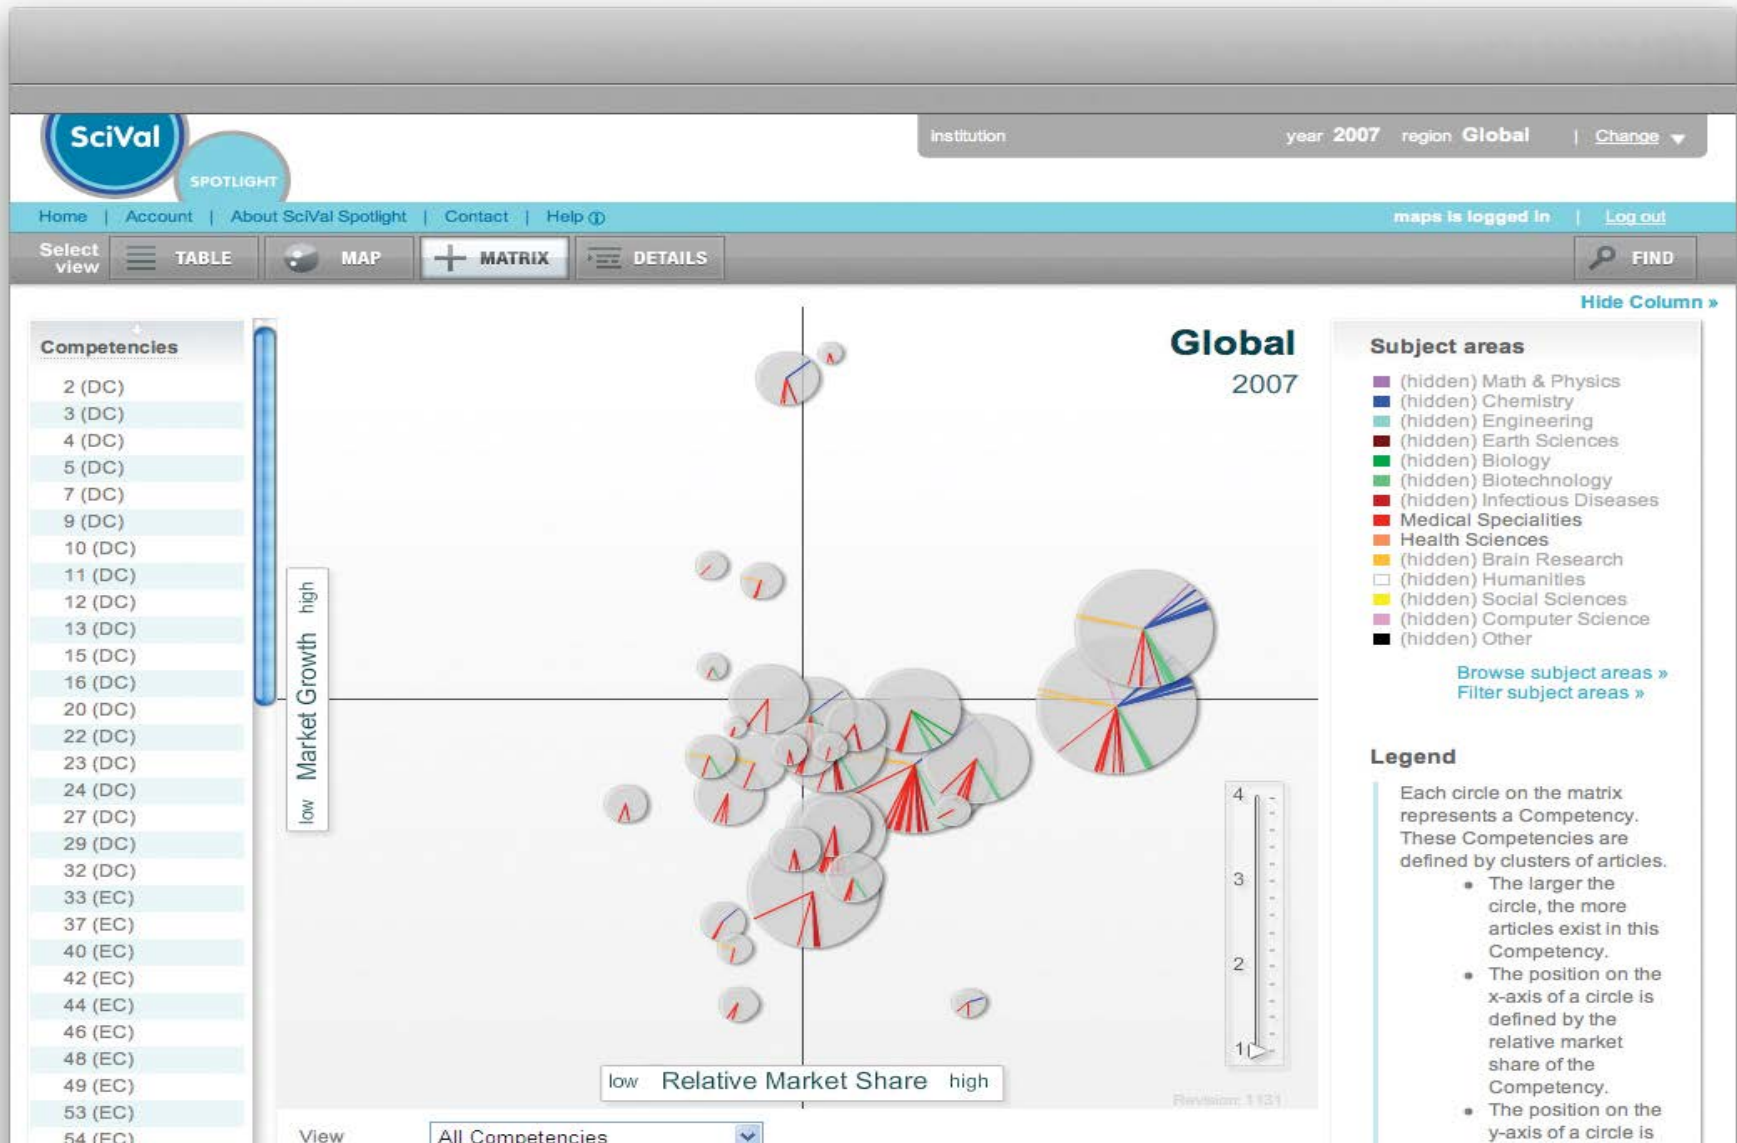 SciVal
SPOTLIGHT
institution
year 2007 region Global | Change
Home | Account | About SciVal Spotlight | Contact | Help
maps is logged in | Log out
Select view
TABLE
MAP
MATRIX
DETAILS
FIND
Hide Column »
Competencies
2 (DC)
3 (DC)
4 (DC)
5 (DC)
7 (DC)
9 (DC)
10 (DC)
11 (DC)
12 (DC)
13 (DC)
15 (DC)
16 (DC)
20 (DC)
22 (DC)
23 (DC)
24 (DC)
27 (DC)
29 (DC)
32 (DC)
33 (EC)
37 (EC)
40 (EC)
42 (EC)
44 (EC)
46 (EC)
48 (EC)
49 (EC)
53 (EC)
54 (EC)
Global
2007
low Market Growth high
4
3
2
1
low Relative Market Share high
Revision: 1131
View
All Competencies
Subject areas
(hidden) Math & Physics
(hidden) Chemistry
(hidden) Engineering
(hidden) Earth Sciences
(hidden) Biology
(hidden) Biotechnology
(hidden) Infectious Diseases
Medical Specialities
Health Sciences
(hidden) Brain Research
(hidden) Humanities
(hidden) Social Sciences
(hidden) Computer Science
(hidden) Other
Browse subject areas »
Filter subject areas »
Legend
Each circle on the matrix
represents a Competency.
These Competencies are
defined by clusters of articles.
• The larger the
circle, the more
articles exist in this
Competency.
• The position on the
x-axis of a circle is
defined by the
relative market
share of the
Competency.
• The position on the
y-axis of a circle is